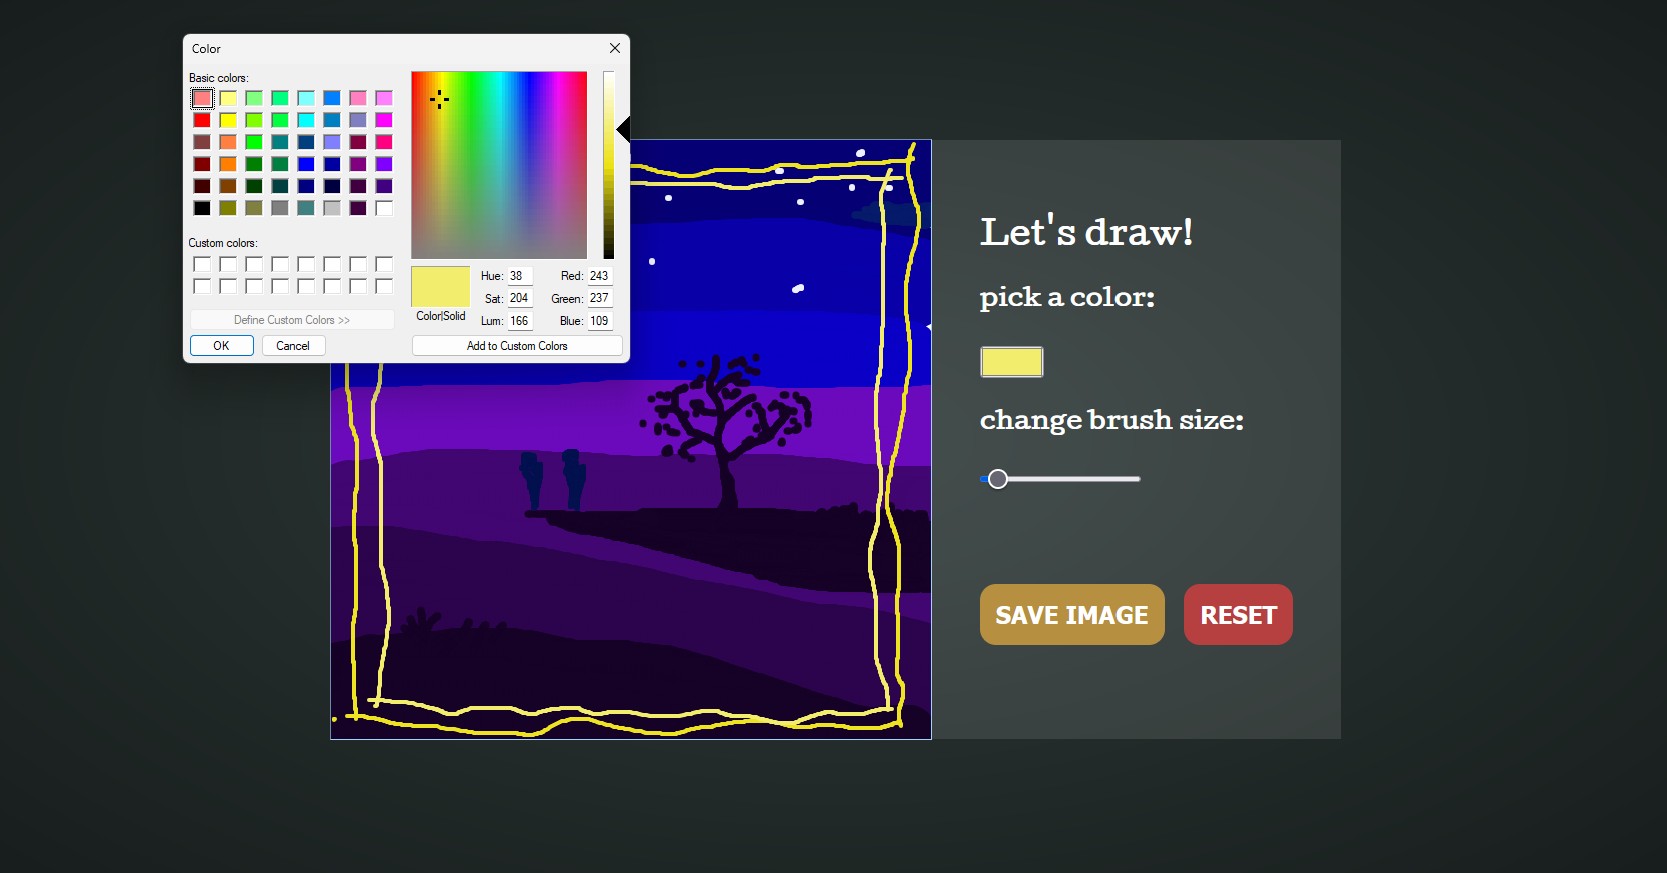 Color
Basic colors:
Custom colors:
Define Custom Colors >>
OK Cancel
Color|Solid
Hue: 38 Red: 243
Sat: 204 Green: 237
Lum: 166 Blue: 109
Add to Custom Colors
Let's draw!
pick a color:
change brush size:
SAVE IMAGE RESET